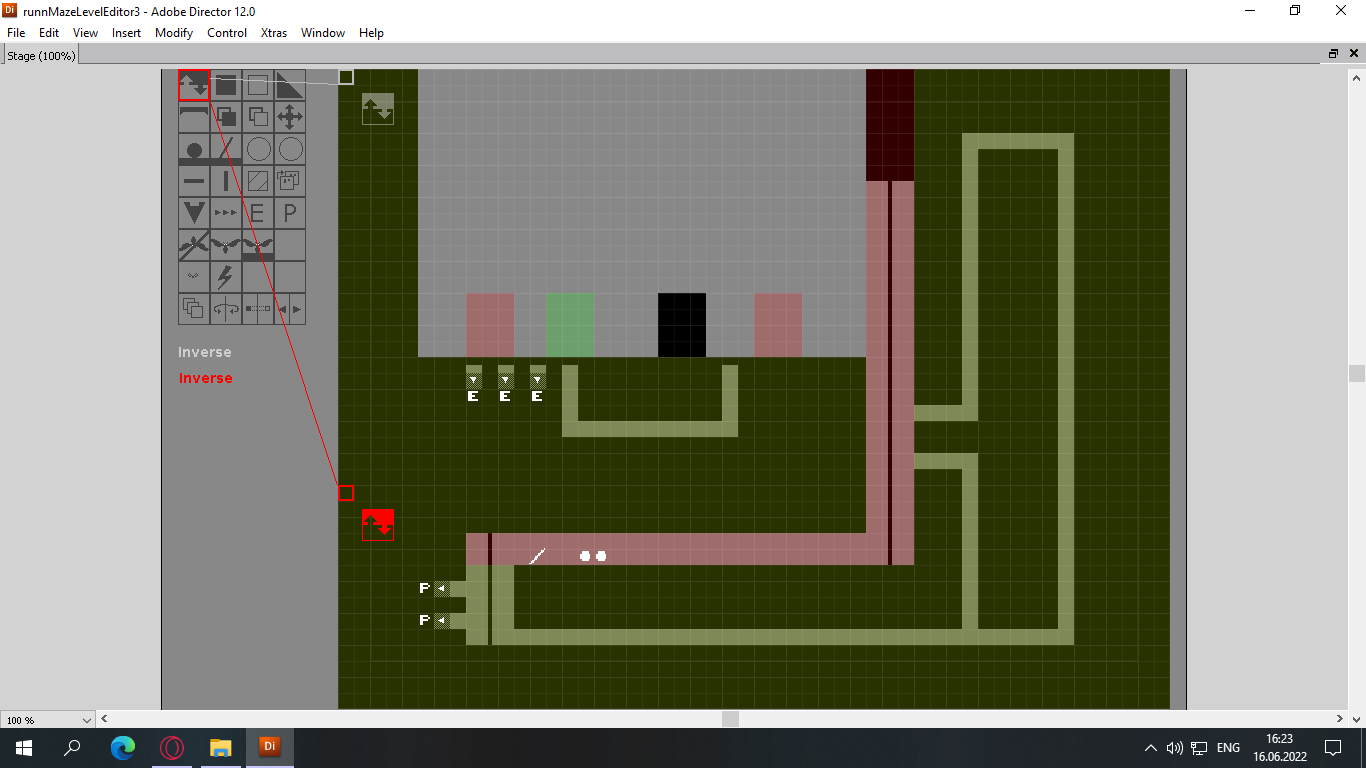 Di runnMazeLevelEditor3 - Adobe Director 12.0
File Edit View Insert Modify Control Xtras Window Help
Stage (100%)
E P
Inverse
Inverse
E E E
P
P
100 %
Di
ENG
16:23
16.06.2022